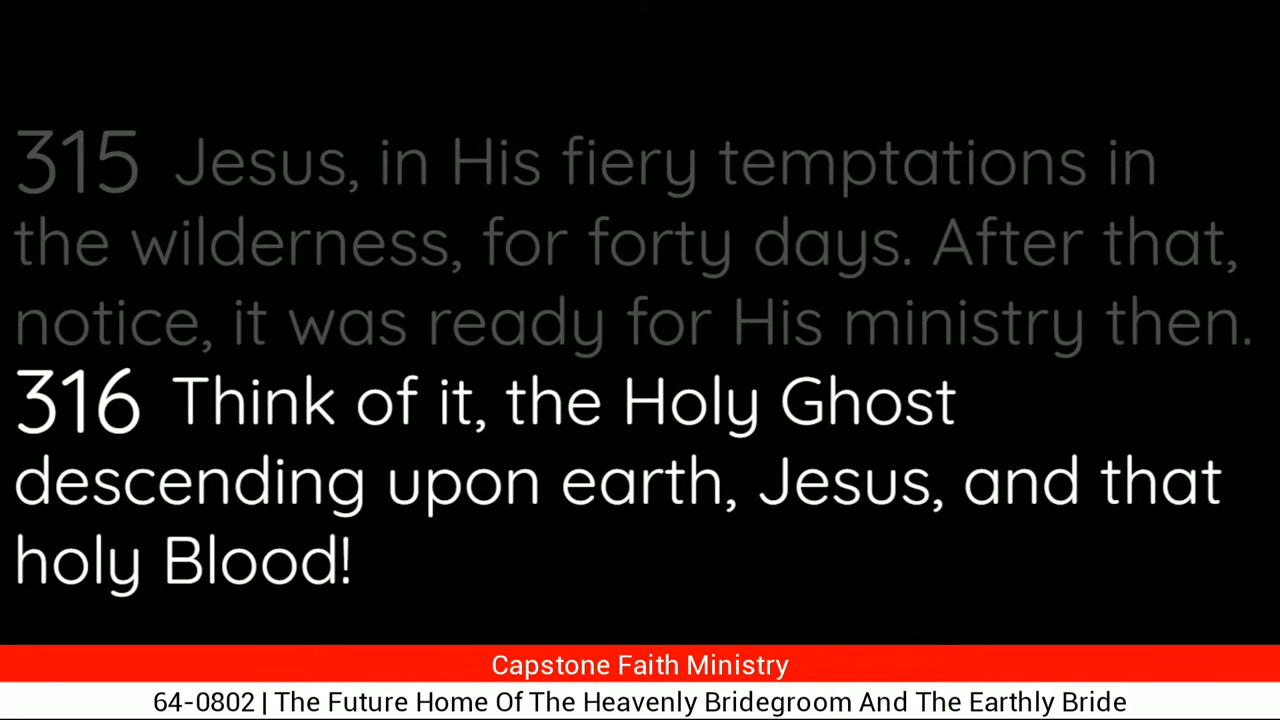 315 Jesus, in His fiery temptations in
the wilderness, for forty days. After that,
notice, it was ready for His ministry then.
316 Think of it, the Holy Ghost
descending upon earth, Jesus, and that
holy Blood!
Capstone Faith Ministry
64-0802 | The Future Home Of The Heavenly Bridegroom And The Earthly Bride